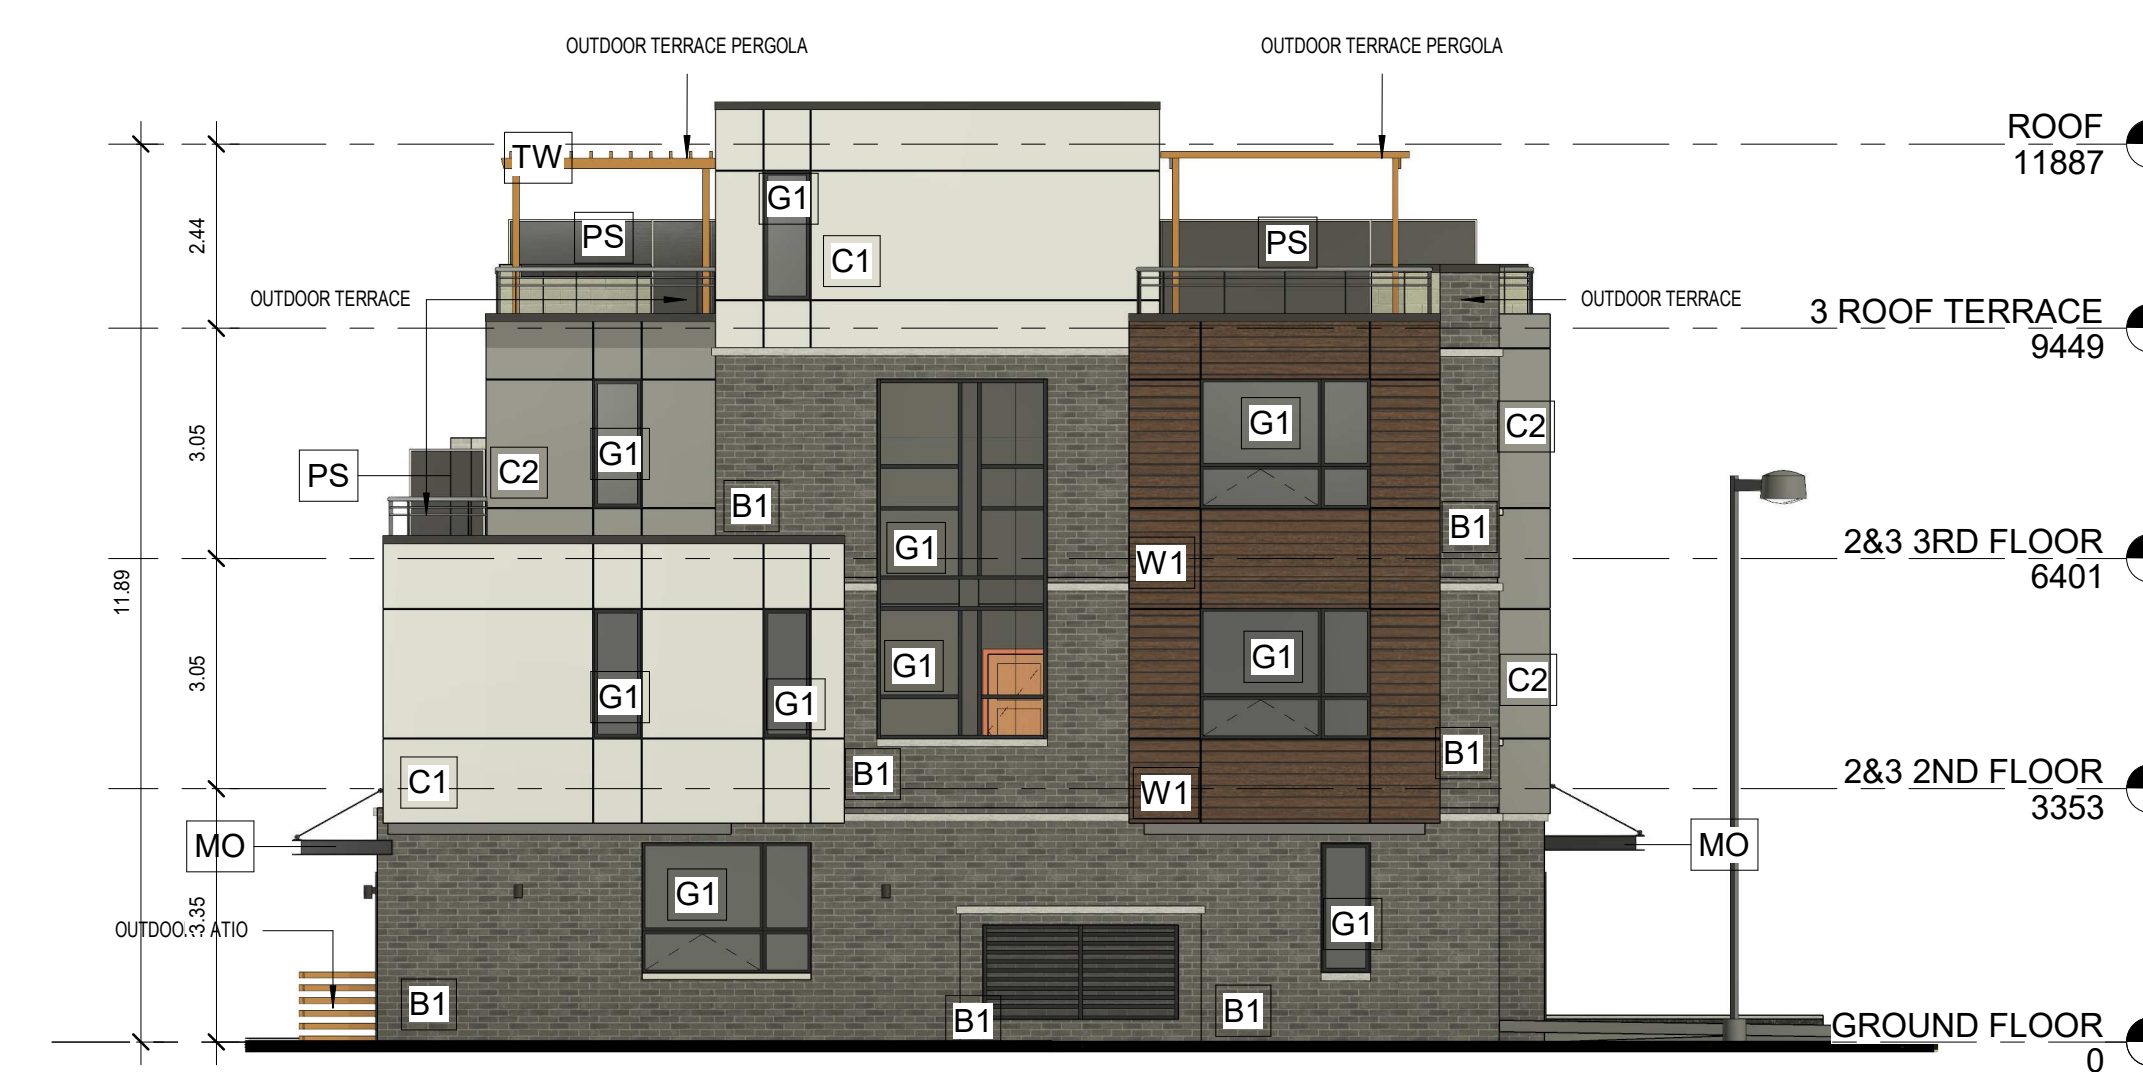 OUTDOOR TERRACE PERGOLA
OUTDOOR TERRACE PERGOLA
ROOF
11887
TW
G1
PS
PS
C1
2.44
OUTDOOR TERRACE
OUTDOOR TERRACE
3 ROOF TERRACE
9449
G1
C2
3.05
G1
PS
C2
B1
B1
2&3 3RD FLOOR
6401
G1
W1
11.89
G1
G1
3.05
C2
G1
G1
B1
2&3 2ND FLOOR
3353
B1
C1
W1
MO
MO
G1
G1
3.35
B1
B1
B1
GROUND FLOOR
0